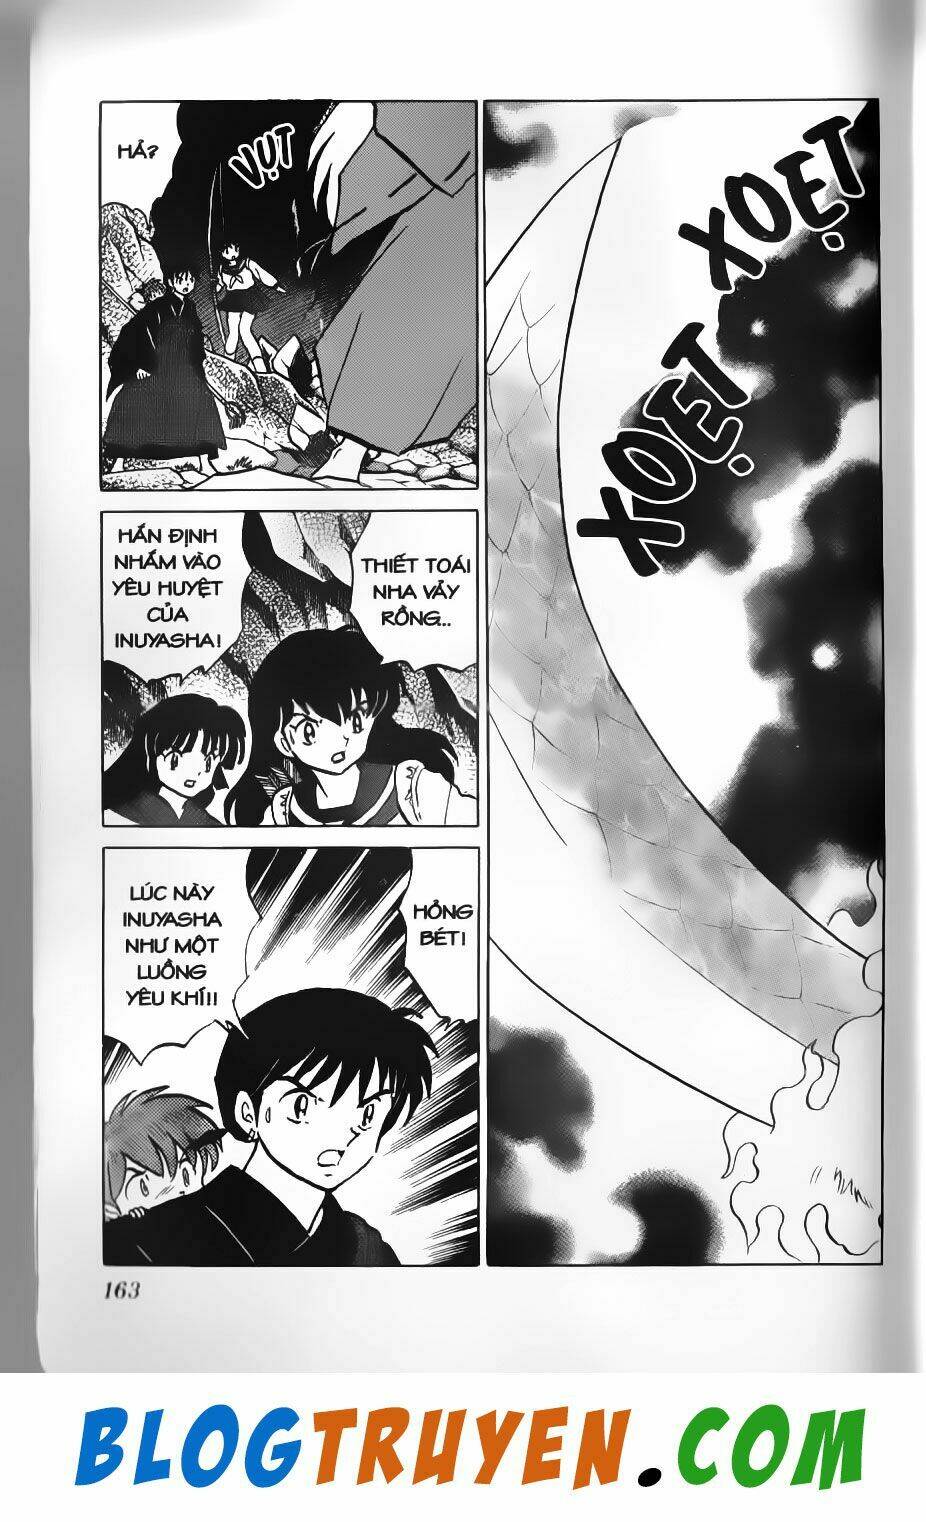 XOẸT
XOẸT
HẢ?
VỤT
THIẾT TOÁI
NHA VẢY
RỒNG..
HẮN ĐỊNH
NHẮM VÀO
YÊU HUYỆT
CỦA
INUYASHA!
HỎNG
BÉT!
LÚC NÀY
INUYASHA
NHƯ MỘT
LUỒNG
YÊU KHÍ!!
163
BLOGTRUYEN.COM